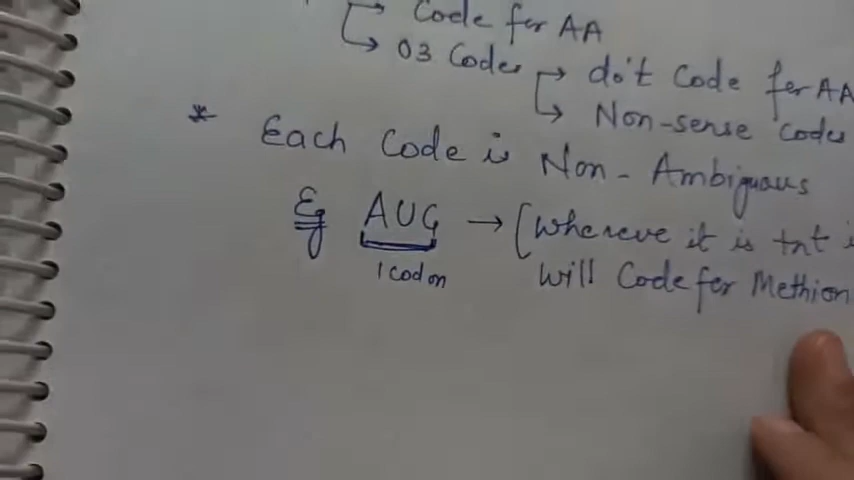 → Code for AA
→ 03 Codes → do't Code for AA
→ Non-sense codes
* Each Code is Non-Ambiguous
Eg AUG → (Whereve it is tnt i
1 codon
will Code for Methion